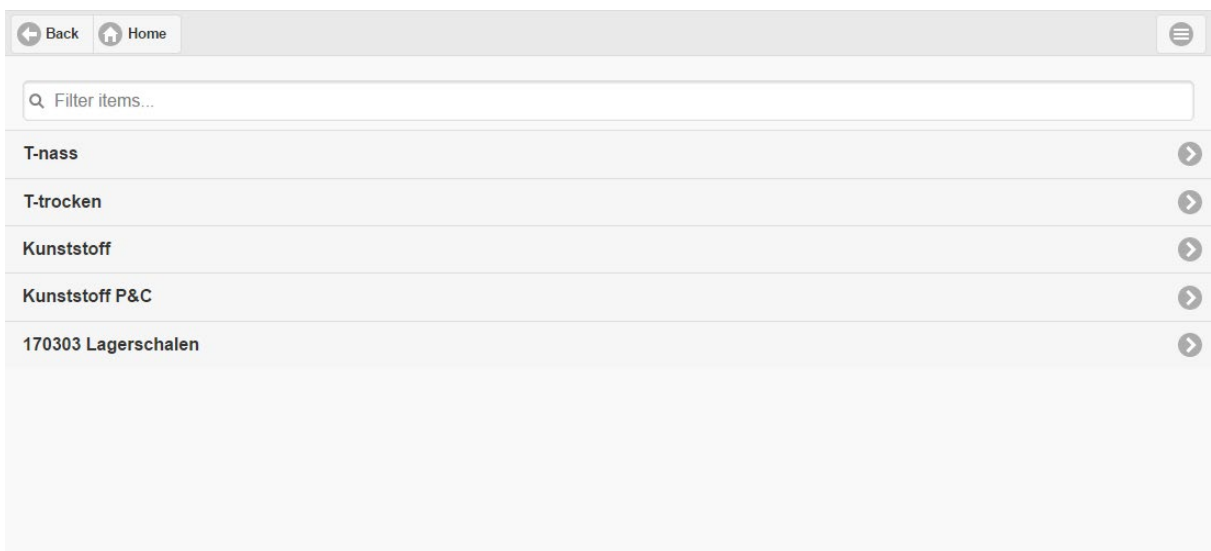 Back Home
Filter items...
T-nass
T-trocken
Kunststoff
Kunststoff P&C
170303 Lagerschalen